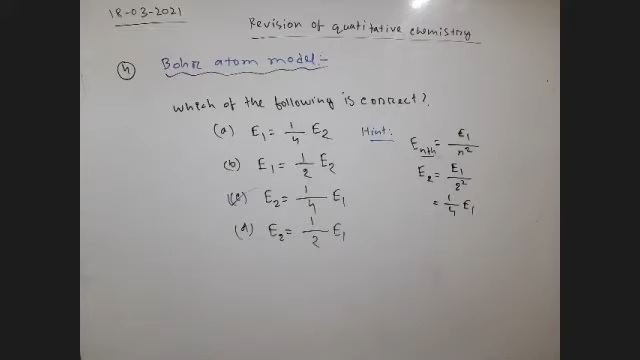 18-03-2021
Revision of quatitative chemistry
(4) Bohr atom model:-
Which of the following is correct?
(a) E₁ = 1/4 E₂
(b) E₁ = 1/2 E₂
(c) E₂ = 1/4 E₁
(d) E₂ = 1/2 E₁
Hint: E_nth = E₁/n²
E₂ = E₁/2²
= 1/4 E₁